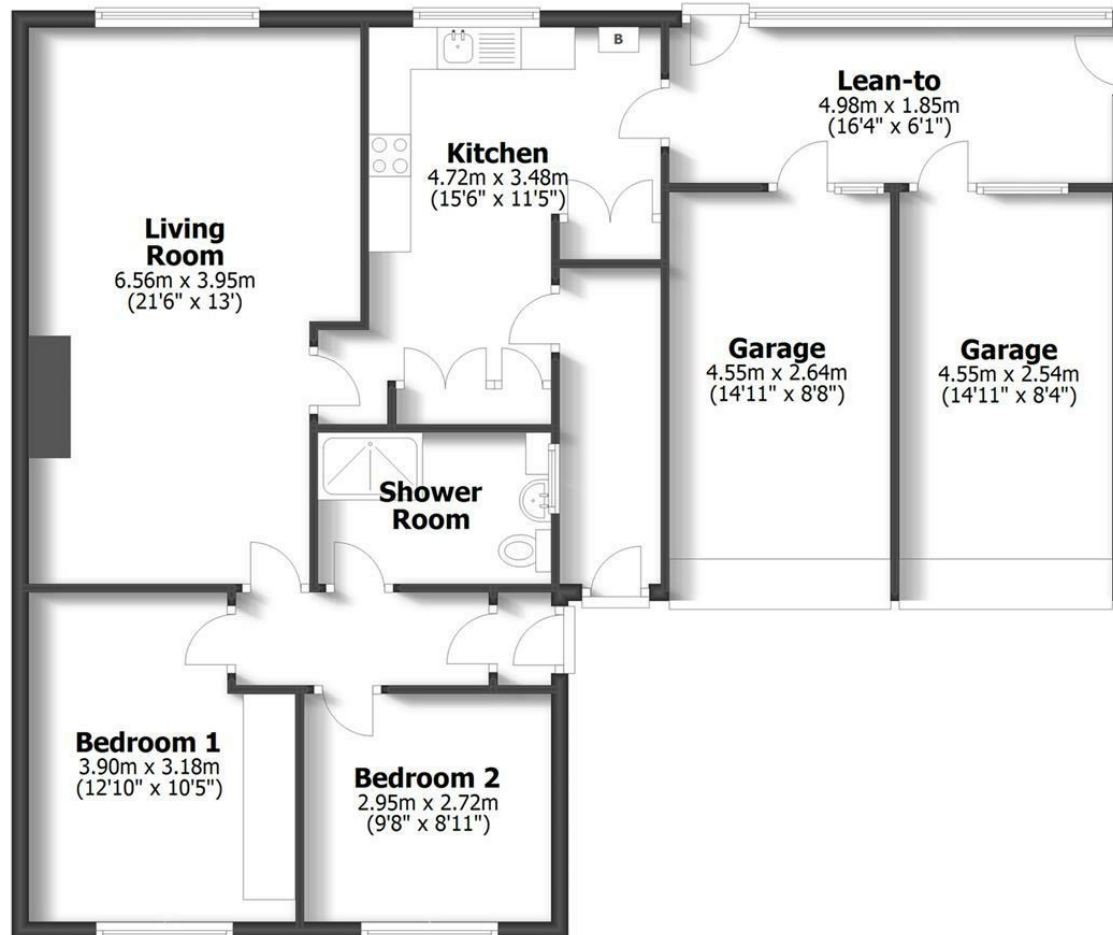 B
Lean-to
4.98m x 1.85m
(16'4" x 6'1")
Kitchen
4.72m x 3.48m
(15'6" x 11'5")
Living
Room
6.56m x 3.95m
(21'6" x 13')
Garage
4.55m x 2.64m
(14'11" x 8'8")
Garage
4.55m x 2.54m
(14'11" x 8'4")
Shower
Room
Bedroom 1
3.90m x 3.18m
(12'10" x 10'5")
Bedroom 2
2.95m x 2.72m
(9'8" x 8'11")